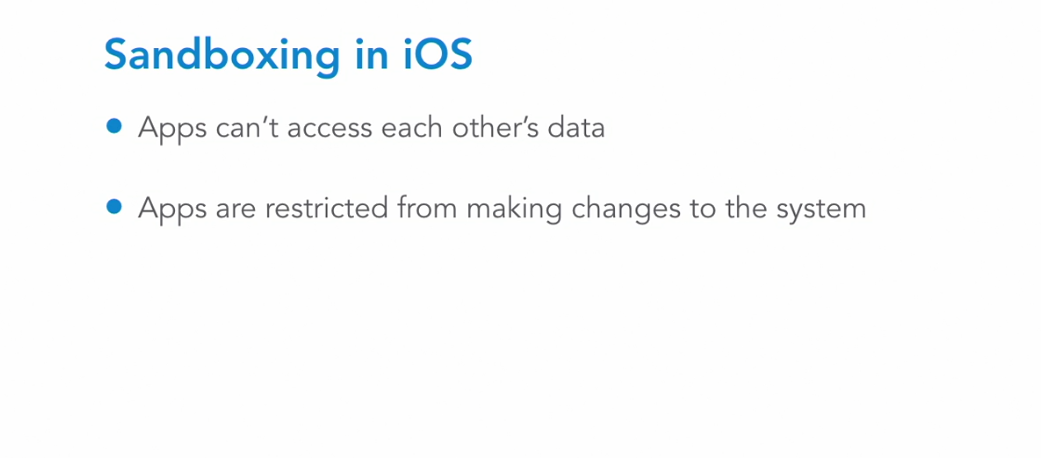 Sandboxing in iOS
• Apps can’t access each other’s data
• Apps are restricted from making changes to the system